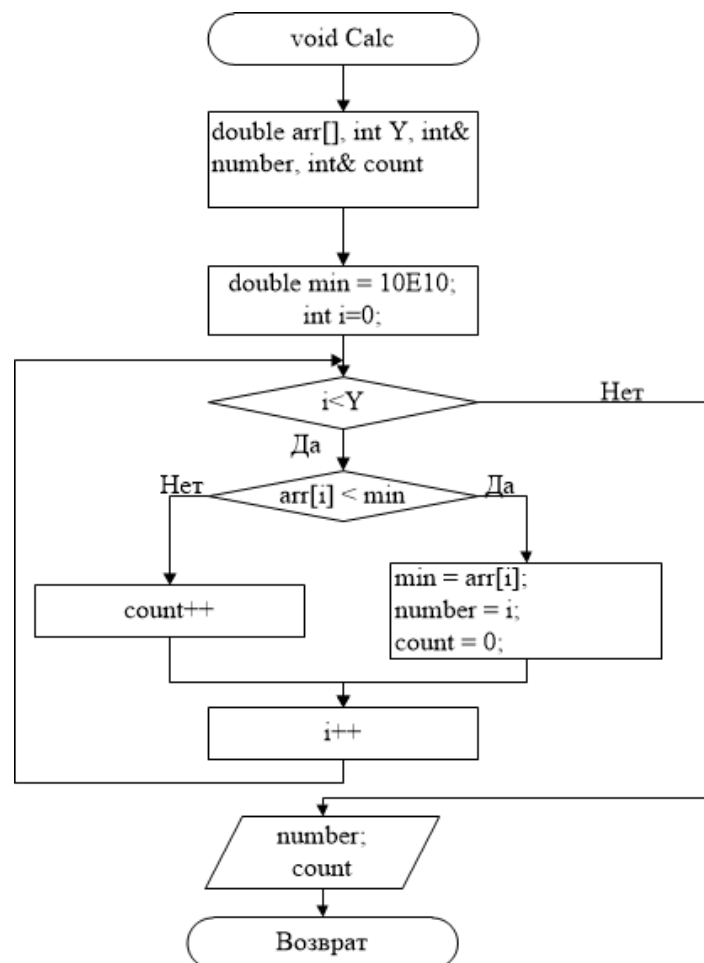 void Calc
double arr[], int Y, int&
number, int& count
double min = 10E10;
int i=0;
i<Y
Нет
Да
Нет
arr[i] < min
Да
count++
min = arr[i];
number = i;
count = 0;
i++
number;
count
Возврат